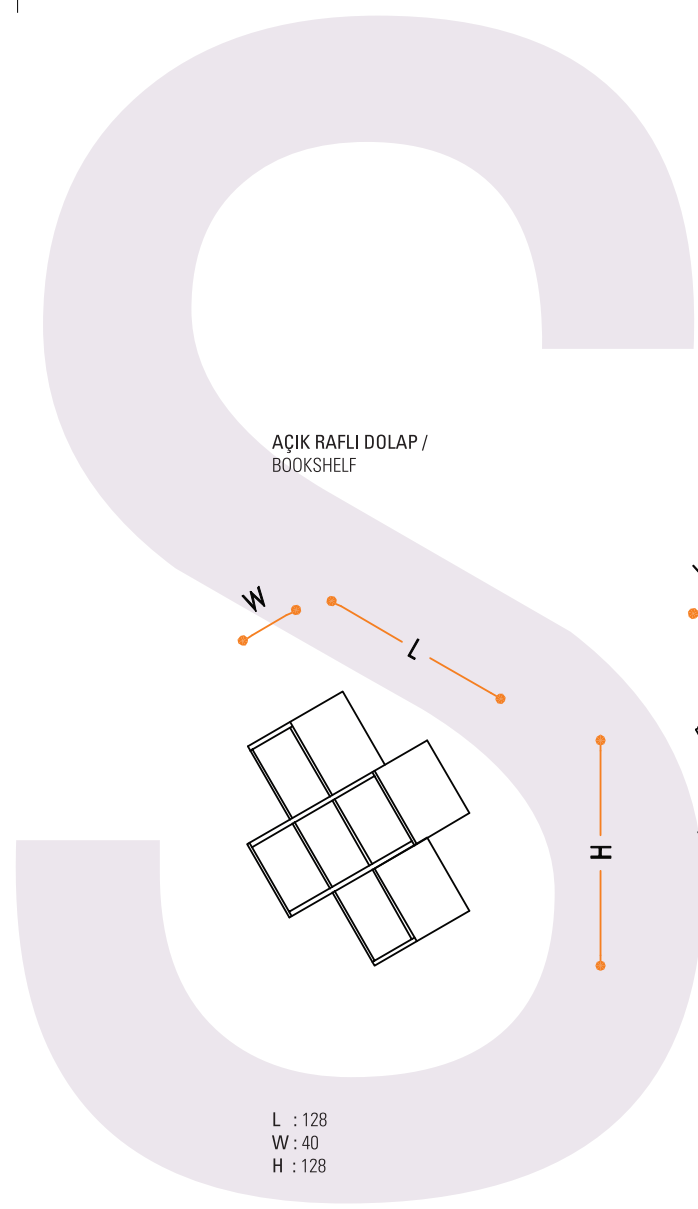 S
AÇIK RAFLI DOLAP /
BOOKSHELF
W
L
H
L : 128
W : 40
H : 128